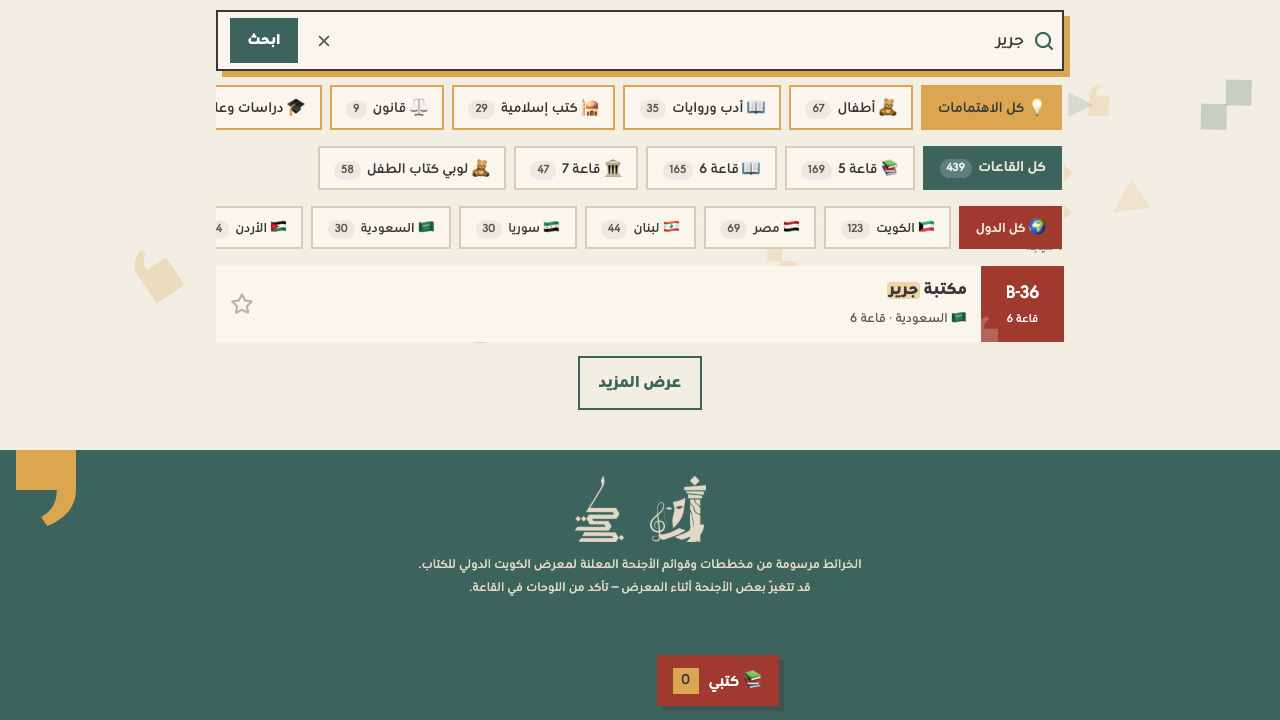 جرير
ابحث
💡 كل الاهتمامات
🧸 أطفال 67
📖 أدب وروايات 35
🕌 كتب إسلامية 29
⚖️ قانون 9
🎓 دراسات وعا
كل القاعات 439
📚 قاعة 5 169
📖 قاعة 6 165
🏛️ قاعة 7 47
🧸 لوبي كتاب الطفل 58
🌍 كل الدول
🇰🇼 الكويت 123
🇪🇬 مصر 69
🇱🇧 لبنان 44
🇸🇾 سوريا 30
🇸🇦 السعودية 30
🇯🇴 الأردن
B-36
قاعة 6
مكتبة جرير
🇸🇦 السعودية · قاعة 6
عرض المزيد
الخرائط مرسومة من مخططات وقوائم الأجنحة المعلنة لمعرض الكويت الدولي للكتاب.
قد تتغيّر بعض الأجنحة أثناء المعرض — تأكد من اللوحات في القاعة.
📚 كتبي 0